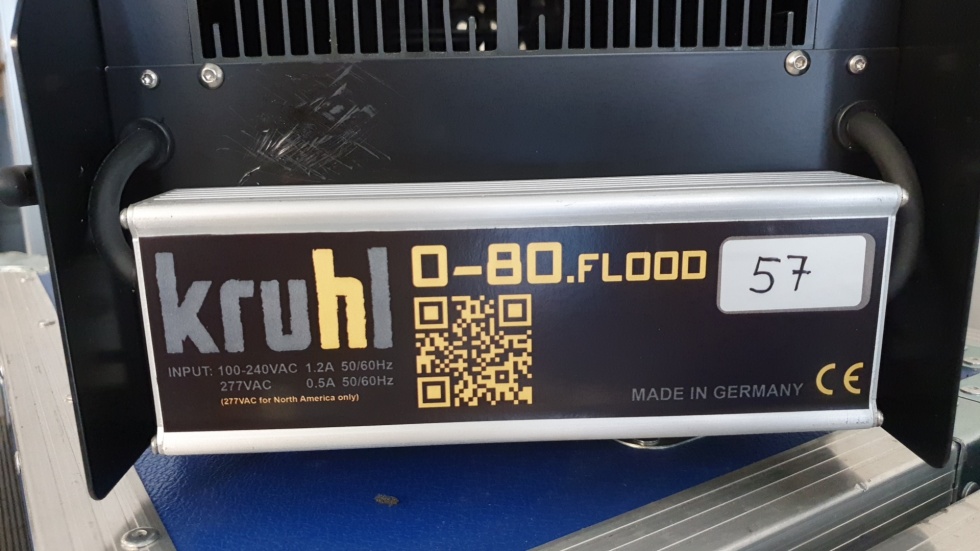 kruhl
0-80.FLOOD
57
INPUT: 100-240VAC 1.2A 50/60Hz
277VAC 0.5A 50/60Hz
(277VAC for North America only)
MADE IN GERMANY CE